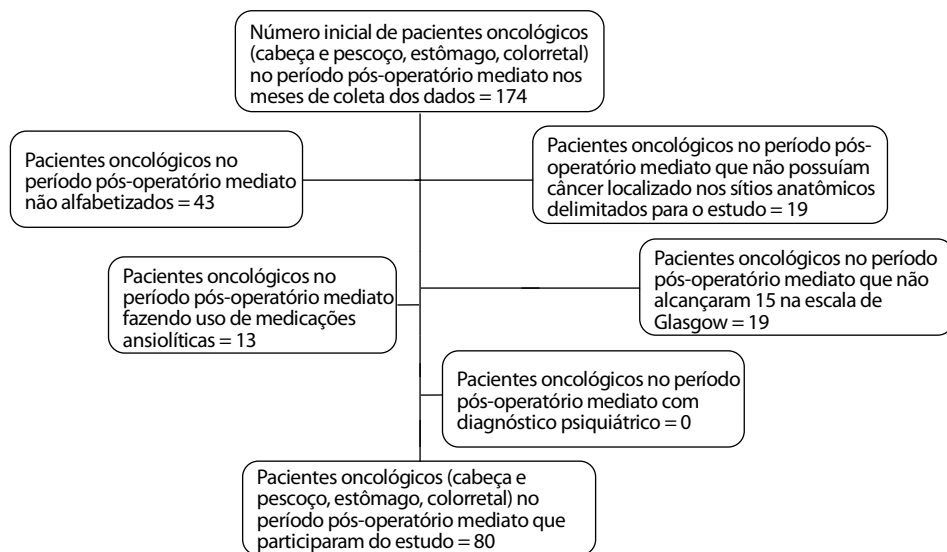 Número inicial de pacientes oncológicos
(cabeça e pescoço, estômago, colorretal)
no período pós-operatório mediato nos
meses de coleta dos dados = 174
Pacientes oncológicos no
período pós-operatório mediato
não alfabetizados = 43
Pacientes oncológicos no período pós-
operatório mediato que não possuíam
câncer localizado nos sítios anatômicos
delimitados para o estudo = 19
Pacientes oncológicos no período
pós-operatório mediato que não
alcançaram 15 na escala de
Glasgow = 19
Pacientes oncológicos no
período pós-operatório mediato
fazendo uso de medicações
ansiolíticas = 13
Pacientes oncológicos no período
pós-operatório mediato com
diagnóstico psiquiátrico = 0
Pacientes oncológicos (cabeça e
pescoço, estômago, colorretal) no
período pós-operatório mediato que
participaram do estudo = 80